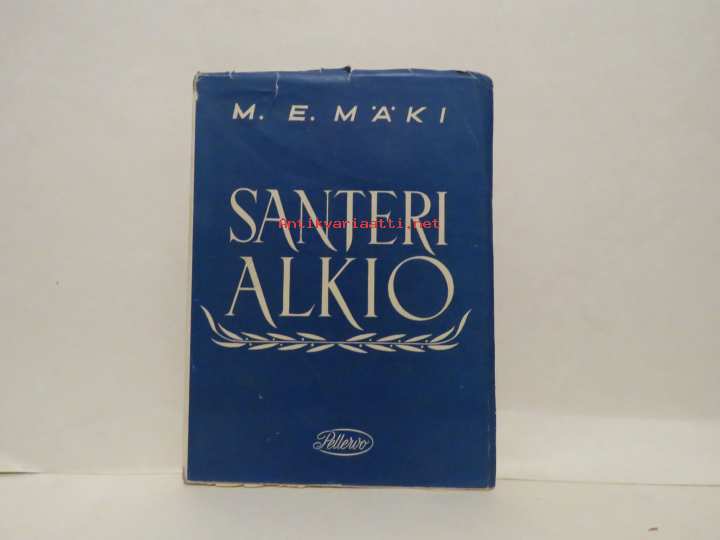 M. E. MÄKI
SANTERI
Antikvariaatti.net
ALKIO
Pellervo